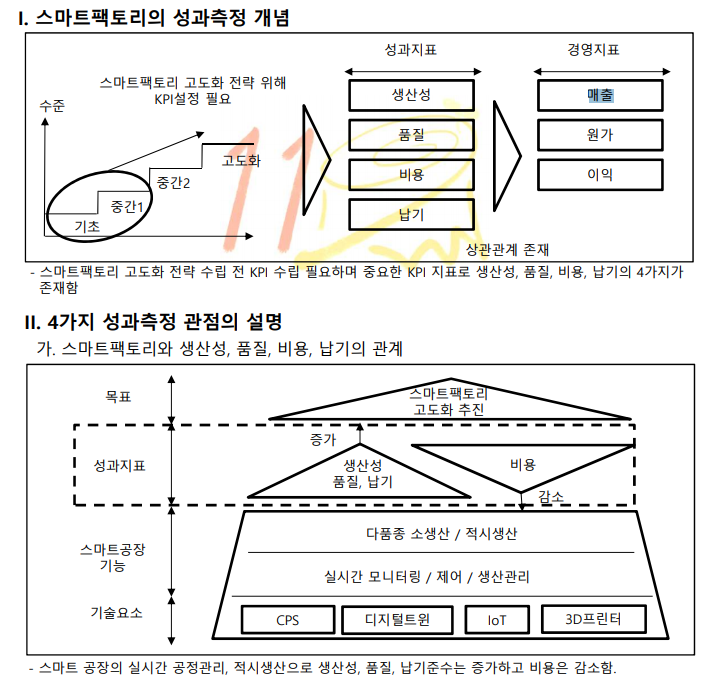 I. 스마트팩토리의 성과측정 개념
성과지표
경영지표
스마트팩토리 고도화 전략 위해
KPI설정 필요
수준
기초
중간1
중간2
고도화
생산성
품질
비용
납기
매출
원가
이익
상관관계 존재
- 스마트팩토리 고도화 전략 수립 전 KPI 수립 필요하며 중요한 KPI 지표로 생산성, 품질, 비용, 납기의 4가지가
존재함
II. 4가지 성과측정 관점의 설명
가. 스마트팩토리와 생산성, 품질, 비용, 납기의 관계
목표
스마트팩토리
고도화 추진
성과지표
증가
생산성
품질, 납기
비용
감소
스마트공장
기능
다품종 소생산 / 적시생산
실시간 모니터링 / 제어 / 생산관리
기술요소
CPS
디지털트윈
IoT
3D프린터
- 스마트 공장의 실시간 공정관리, 적시생산으로 생산성, 품질, 납기준수는 증가하고 비용은 감소함.